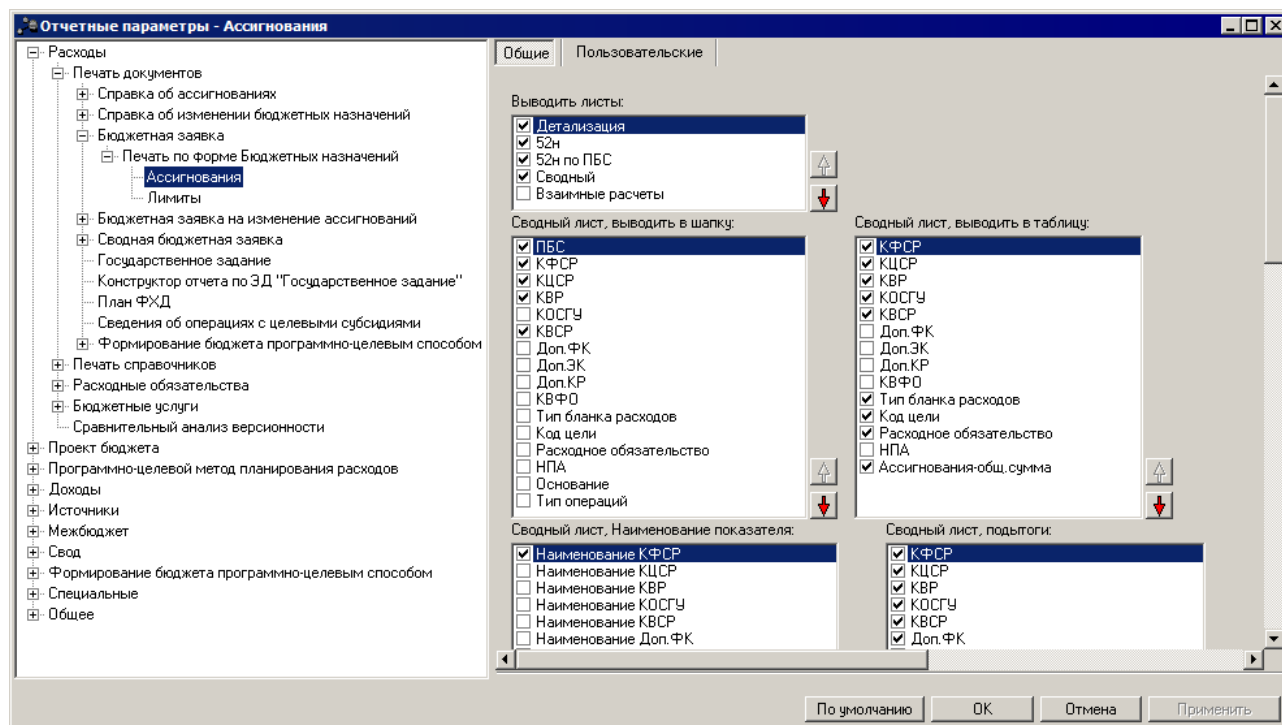 Отчетные параметры - Ассигнования
Расходы
Печать документов
Справка об ассигнованиях
Справка об изменении бюджетных назначений
Бюджетная заявка
Печать по форме Бюджетных назначений
Ассигнования
Лимиты
Бюджетная заявка на изменение ассигнований
Сводная бюджетная заявка
Государственное задание
Конструктор отчета по ЭД "Государственное задание"
План ФХД
Сведения об операциях с целевыми субсидиями
Формирование бюджета программно-целевым способом
Печать справочников
Расходные обязательства
Бюджетные услуги
Сравнительный анализ версионности
Проект бюджета
Программно-целевой метод планирования расходов
Доходы
Источники
Межбюджет
Свод
Формирование бюджета программно-целевым способом
Специальные
Общее
Общие Пользовательские
Выводить листы:
Детализация
52н
52н по ПБС
Сводный
Взаимные расчеты
Сводный лист, выводить в шапку:
ПБС
КФСР
КЦСР
КВР
КОСГУ
КВСР
Доп.ФК
Доп.ЭК
Доп.КР
КВФО
Тип бланка расходов
Код цели
Расходное обязательство
НПА
Основание
Тип операций
Сводный лист, выводить в таблицу:
КФСР
КЦСР
КВР
КОСГУ
КВСР
Доп.ФК
Доп.ЭК
Доп.КР
КВФО
Тип бланка расходов
Код цели
Расходное обязательство
НПА
Ассигнования-общ.сумма
Сводный лист, Наименование показателя:
Наименование КФСР
Наименование КЦСР
Наименование КВР
Наименование КОСГУ
Наименование КВСР
Наименование Доп.ФК
Сводный лист, подытоги:
КФСР
КЦСР
КВР
КОСГУ
КВСР
Доп.ФК
По умолчанию OK Отмена Применить